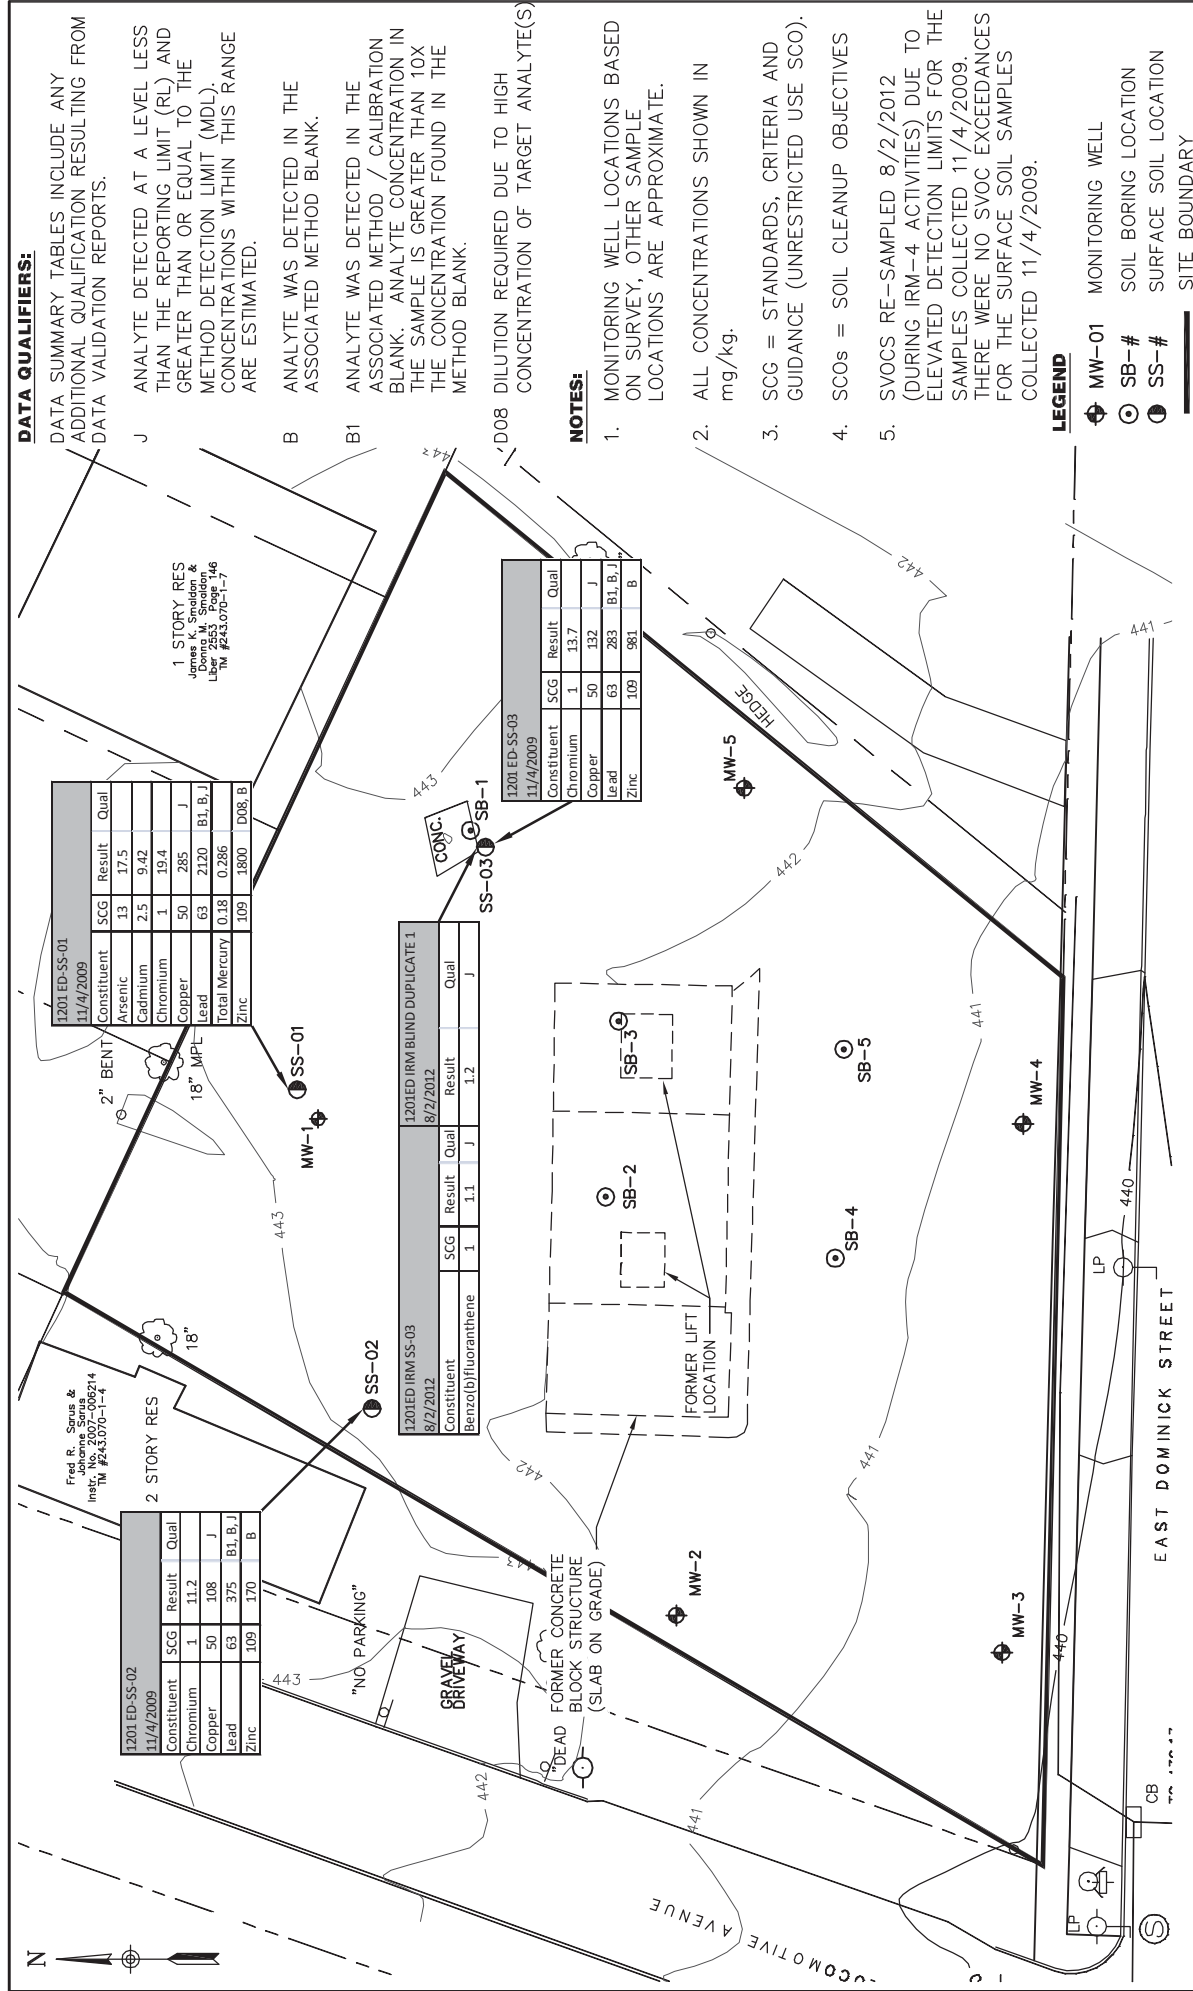 DATA QUALIFIERS:
DATA SUMMARY TABLES INCLUDE ANY
ADDITIONAL QUALIFICATION RESULTING FROM
DATA VALIDATION REPORTS.
J ANALYTE DETECTED AT A LEVEL LESS
THAN THE REPORTING LIMIT (RL) AND
GREATER THAN OR EQUAL TO THE
METHOD DETECTION LIMIT (MDL).
CONCENTRATIONS WITHIN THIS RANGE
ARE ESTIMATED.
B ANALYTE WAS DETECTED IN THE
ASSOCIATED METHOD BLANK.
B1 ANALYTE WAS DETECTED IN THE
ASSOCIATED METHOD / CALIBRATION
BLANK. ANALYTE CONCENTRATION IN
THE SAMPLE IS GREATER THAN 10X
THE CONCENTRATION FOUND IN THE
METHOD BLANK.
D08 DILUTION REQUIRED DUE TO HIGH
CONCENTRATION OF TARGET ANALYTE(S)
NOTES:
1. MONITORING WELL LOCATIONS BASED
ON SURVEY, OTHER SAMPLE
LOCATIONS ARE APPROXIMATE.
2. ALL CONCENTRATIONS SHOWN IN
mg/kg.
3. SCG = STANDARDS, CRITERIA AND
GUIDANCE (UNRESTRICTED USE SCO).
4. SCOs = SOIL CLEANUP OBJECTIVES
5. SVOCS RE-SAMPLED 8/2/2012
(DURING IRM-4 ACTIVITIES) DUE TO
ELEVATED DETECTION LIMITS FOR THE
SAMPLES COLLECTED 11/4/2009.
THERE WERE NO SVOC EXCEEDANCES
FOR THE SURFACE SOIL SAMPLES
COLLECTED 11/4/2009.
LEGEND
MW-01 MONITORING WELL
SB-# SOIL BORING LOCATION
SS-# SURFACE SOIL LOCATION
SITE BOUNDARY
N
1201 ED-SS-02
11/4/2009
Constituent SCG Result Qual
Chromium 1 11.2
Copper 50 108 J
Lead 63 375 B1, B, J
Zinc 109 170 B
1201 ED-SS-01
11/4/2009
Constituent SCG Result Qual
Arsenic 13 17.5
Cadmium 2.5 9.42
Chromium 1 19.4
Copper 50 285 J
Lead 63 2120 B1, B, J
Total Mercury 0.18 0.286
Zinc 109 1800 D08, B
1201ED IRM SS-03 1201ED IRM BLIND DUPLICATE 1
8/2/2012 8/2/2012
Constituent SCG Result Qual Result Qual
Benzo(b)fluoranthene 1 1.1 J 1.2 J
1201 ED-SS-03
11/4/2009
Constituent SCG Result Qual
Chromium 1 13.7
Copper 50 132 J
Lead 63 283 B1, B, J
Zinc 109 981 B
Fred R. Sarus &
Johanne Sarus
Instr. No. 2007-006214
TM #243.070-1-4
2 STORY RES
1 STORY RES
James K. Smaldon &
Donna M. Smaldon
Liber 2553 Page 146
TM #243.070-1-7
18"
2" BENT
18" MPL
SS-02
SS-01
MW-1
443
443
443
443
443
CONC.
SB-1
SS-03
"NO PARKING"
GRAVEL
DRIVEWAY
"DEAD
FORMER CONCRETE
BLOCK STRUCTURE
(SLAB ON GRADE)
442
442
442
442
SB-2
SB-3
FORMER LIFT
LOCATION
HEDGE
MW-5
MW-2
SB-4
SB-5
441
441
441
441
MW-3
MW-4
440
440
LP
LP
S
CB
AVENUE
EAST DOMINICK STREET